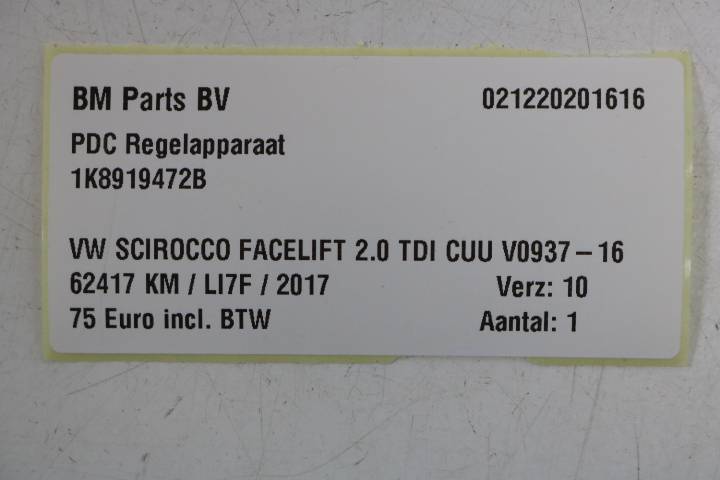 BM Parts BV 021220201616
PDC Regelapparaat
1K8919472B
VW SCIROCCO FACELIFT 2.0 TDI CUU V0937-16
62417 KM / LI7F / 2017 Verz: 10
75 Euro incl. BTW Aantal: 1